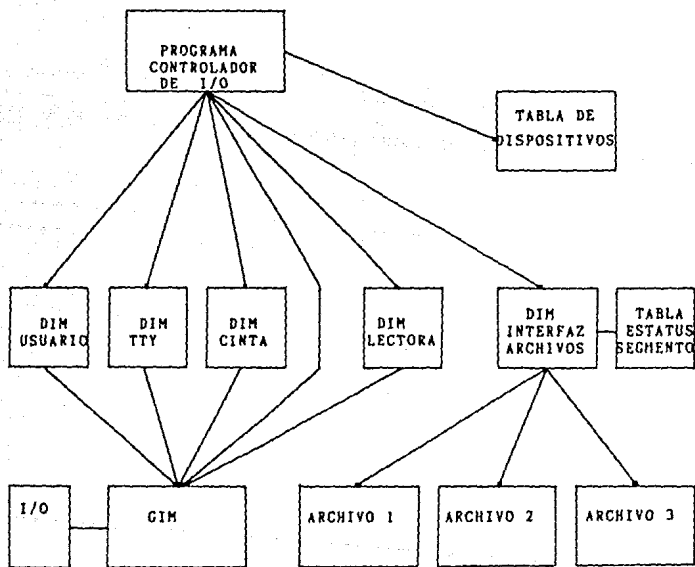 PROGRAMA
CONTROLADOR
DE I/O
TABLA DE
DISPOSITIVOS
DIM
USUARIO
DIM
TTY
DIM
CINTA
DIM
LECTORA
DIM
INTERFAZ
ARCHIVOS
TABLA
ESTATUS
SEGMENTO
I/O
GIM
ARCHIVO 1
ARCHIVO 2
ARCHIVO 3